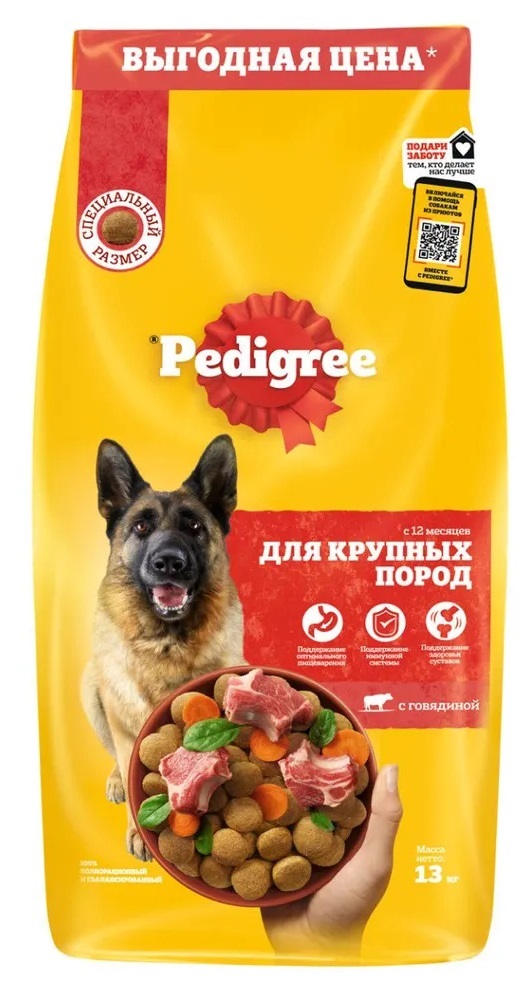 ВЫГОДНАЯ ЦЕНА*
СПЕЦИАЛЬНЫЙ
РАЗМЕР
ПОДАРИ
ЗАБОТУ
тем, кто делает
нас лучше
ВКЛЮЧАЙСЯ
В ПОМОЩЬ
СОБАКАМ
ИЗ ПРИЮТОВ
ВМЕСТЕ
С PEDIGREE*
®Pedigree
с 12 месяцев
ДЛЯ КРУПНЫХ
ПОРОД
Поддержание
оптимального
пищеварения
Поддержание
иммунной
системы
Поддержание
здоровья
суставов
с говядиной
100%
полнорационный
и сбалансированный
Масса
нетто:
13 кг